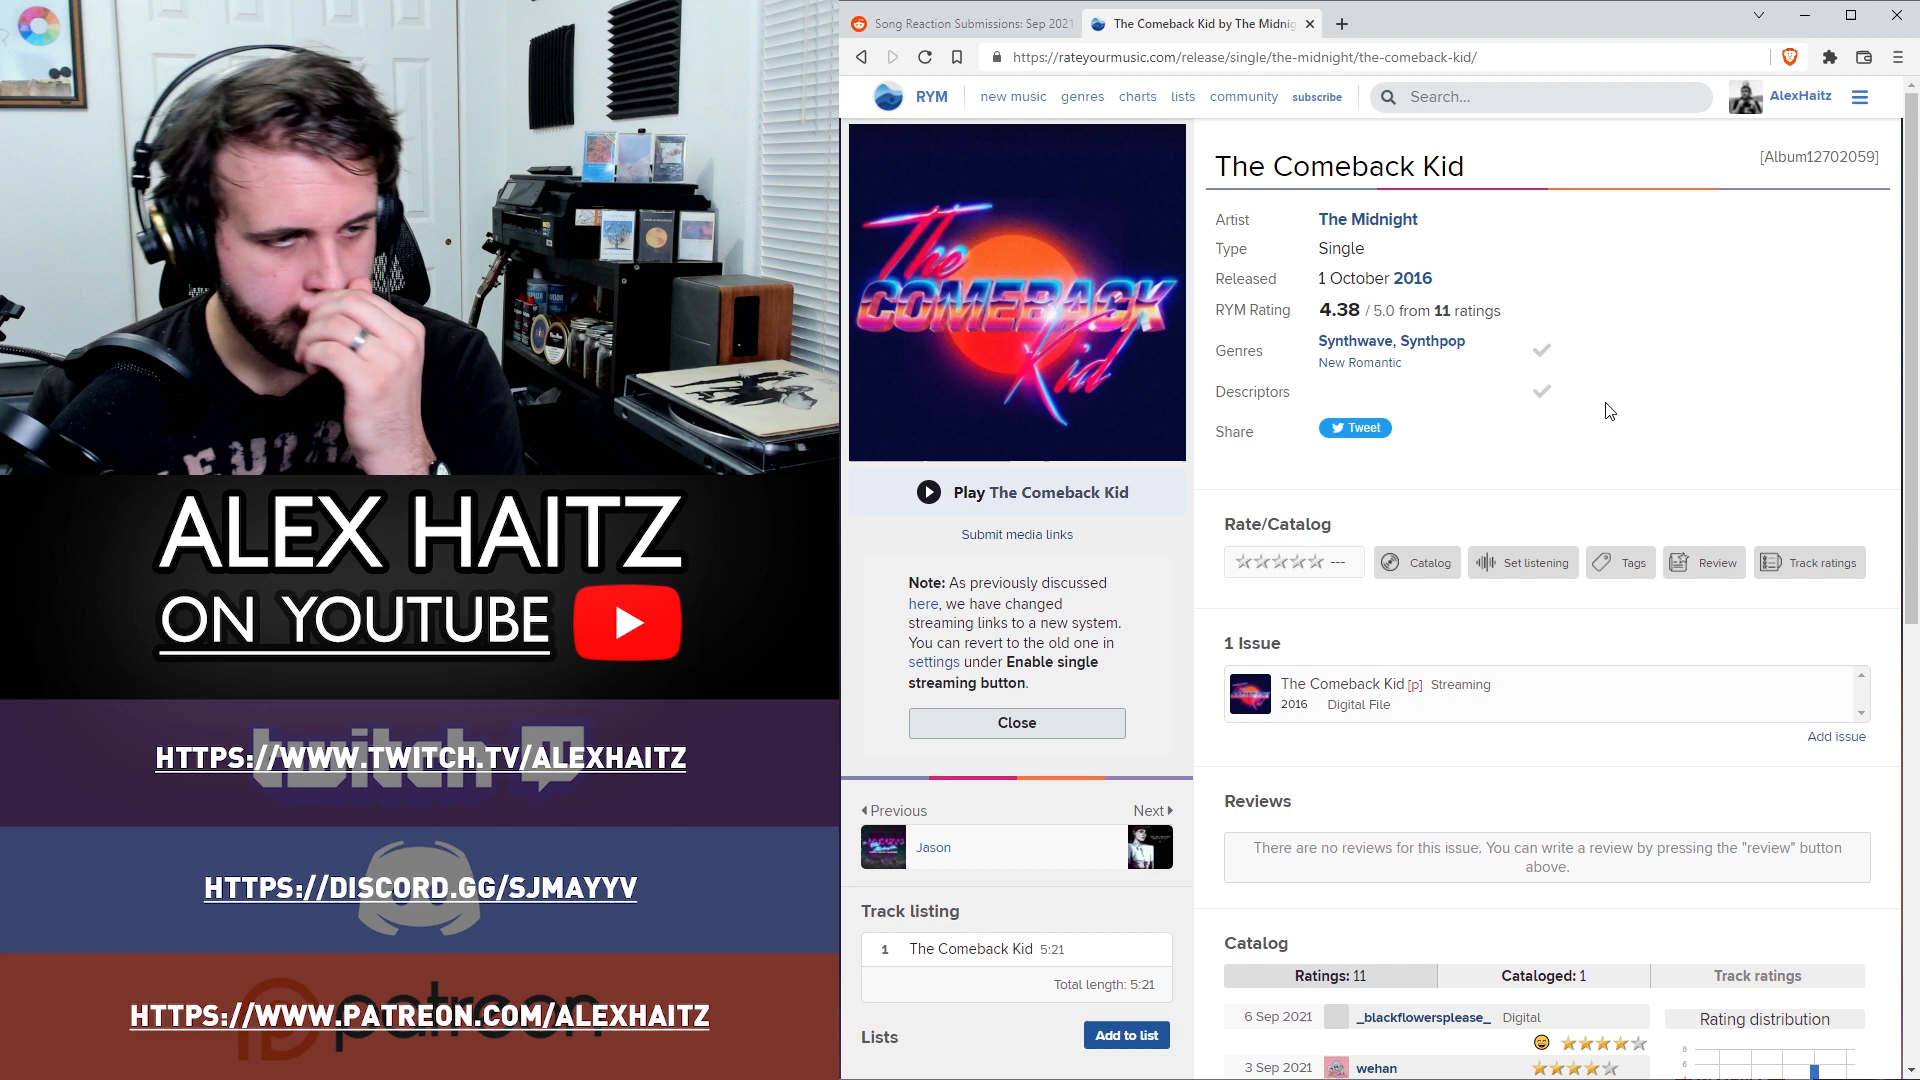 Song Reaction Submissions: Sep 2021
The Comeback Kid by The Midnig
https://rateyourmusic.com/release/single/the-midnight/the-comeback-kid/
RYM
new music
genres
charts
lists
community
subscribe
Search...
AlexHaitz
The
COMEBACK
Kid
The Comeback Kid
[Album12702059]
Artist
The Midnight
Type
Single
Released
1 October 2016
RYM Rating
4.38 / 5.0 from 11 ratings
Genres
Synthwave, Synthpop
New Romantic
Descriptors
Share
Tweet
Play The Comeback Kid
Submit media links
Note: As previously discussed
here, we have changed
streaming links to a new system.
You can revert to the old one in
settings under Enable single
streaming button.
Close
Previous
Next
Jason
Track listing
1 The Comeback Kid 5:21
Total length: 5:21
Lists
Add to list
Rate/Catalog
---
Catalog
Set listening
Tags
Review
Track ratings
1 Issue
The Comeback Kid [p] Streaming
2016 Digital File
Add issue
Reviews
There are no reviews for this issue. You can write a review by pressing the "review" button
above.
Catalog
Ratings: 11
Cataloged: 1
Track ratings
6 Sep 2021 _blackflowersplease_ Digital
3 Sep 2021 wehan
Rating distribution
8
6
ALEX HAITZ
ON YOUTUBE
twitch
HTTPS://WWW.TWITCH.TV/ALEXHAITZ
HTTPS://DISCORD.GG/SJMAYYV
patreon
HTTPS://WWW.PATREON.COM/ALEXHAITZ